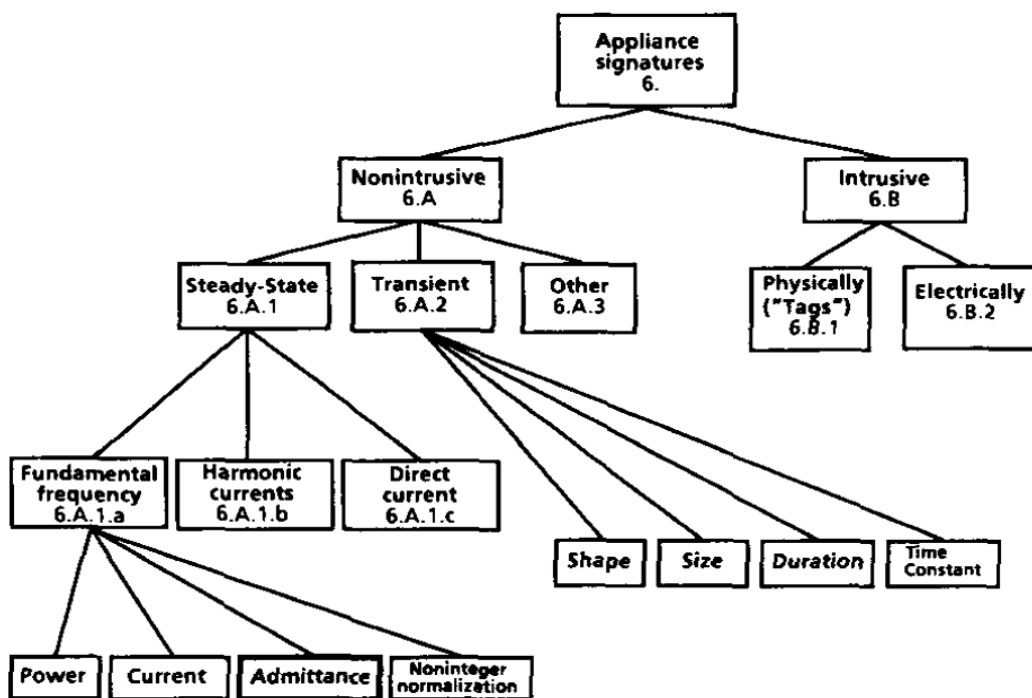 Appliance
signatures
6.
Nonintrusive
6.A
Intrusive
6.B
Steady-State
6.A.1
Transient
6.A.2
Other
6.A.3
Physically
("Tags")
6.B.1
Electrically
6.B.2
Fundamental
frequency
6.A.1.a
Harmonic
currents
6.A.1.b
Direct
current
6.A.1.c
Shape
Size
Duration
Time
Constant
Power
Current
Admittance
Noninteger
normalization